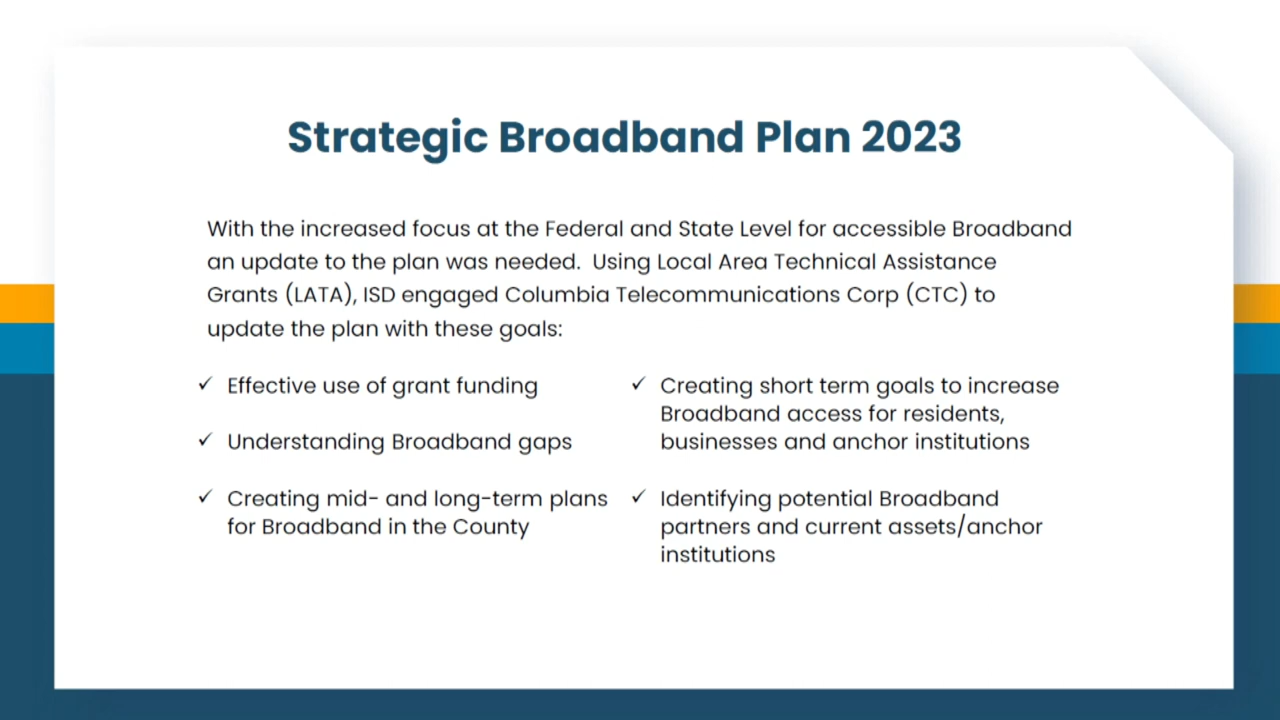 Strategic Broadband Plan 2023
With the increased focus at the Federal and State Level for accessible Broadband
an update to the plan was needed. Using Local Area Technical Assistance
Grants (LATA), ISD engaged Columbia Telecommunications Corp (CTC) to
update the plan with these goals:
✓ Effective use of grant funding
✓ Understanding Broadband gaps
✓ Creating mid- and long-term plans
for Broadband in the County
✓ Creating short term goals to increase
Broadband access for residents,
businesses and anchor institutions
✓ Identifying potential Broadband
partners and current assets/anchor
institutions